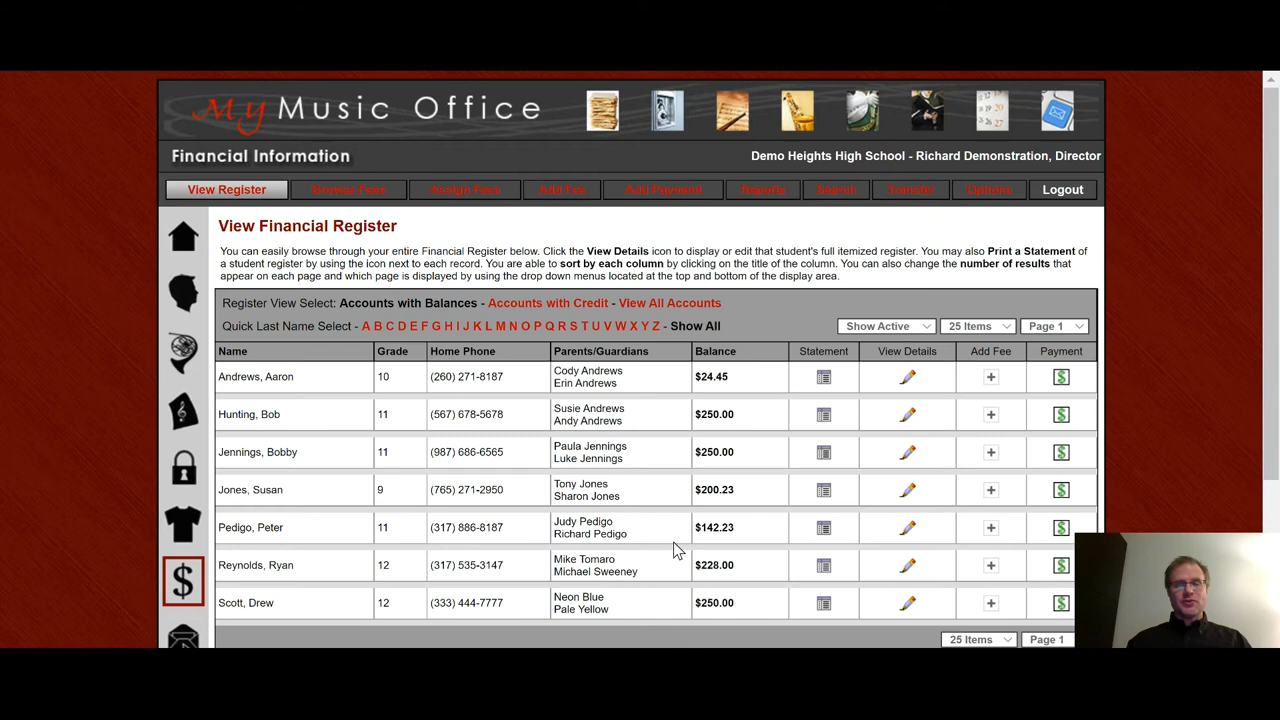 My Music Office
Financial Information
Demo Heights High School - Richard Demonstration, Director
View Register Browse Fees Assign Fees Add Fee Add Payment Reports Search Transfer Options Logout
View Financial Register
You can easily browse through your entire Financial Register below. Click the View Details icon to display or edit that student's full itemized register. You may also Print a Statement of
a student register by using the icon next to each record. You are able to sort by each column by clicking on the title of the column. You can also change the number of results that
appear on each page and which page is displayed by using the drop down menus located at the top and bottom of the display area.
Register View Select: Accounts with Balances - Accounts with Credit - View All Accounts
Quick Last Name Select - A B C D E F G H I J K L M N O P Q R S T U V W X Y Z - Show All
Show Active 25 Items Page 1
Name Grade Home Phone Parents/Guardians Balance Statement View Details Add Fee Payment
Andrews, Aaron 10 (260) 271-8187 Cody Andrews $24.45
Erin Andrews
Hunting, Bob 11 (567) 678-5678 Susie Andrews $250.00
Andy Andrews
Jennings, Bobby 11 (987) 686-6565 Paula Jennings $250.00
Luke Jennings
Jones, Susan 9 (765) 271-2950 Tony Jones $200.23
Sharon Jones
Pedigo, Peter 11 (317) 886-8187 Judy Pedigo $142.23
Richard Pedigo
Reynolds, Ryan 12 (317) 535-3147 Mike Tomaro $228.00
Michael Sweeney
Scott, Drew 12 (333) 444-7777 Neon Blue $250.00
Pale Yellow
25 Items Page 1